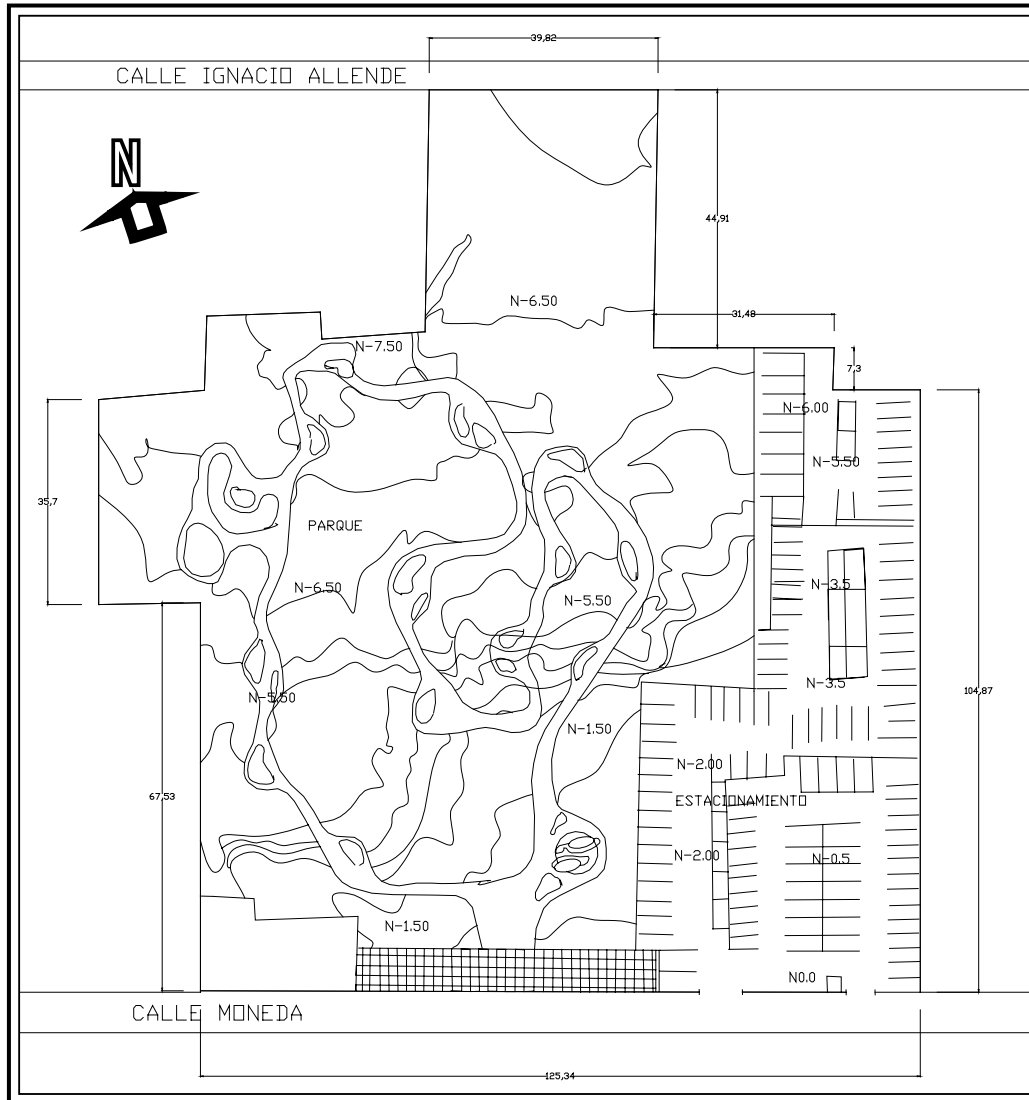 39,82
CALLE IGNACIO ALLENDE
N
44,91
N-6.50
31,48
N-7.50
7,3
N-6.00
N-5.50
35,7
PARQUE
N-6.50
N-3.5
N-5.50
N-5.50
N-3.5
104,87
N-1.50
N-2.00
67,53
ESTACIONAMIENTO
N-2.00
N-0.5
N-1.50
N0.0
CALLE MONEDA
125,34